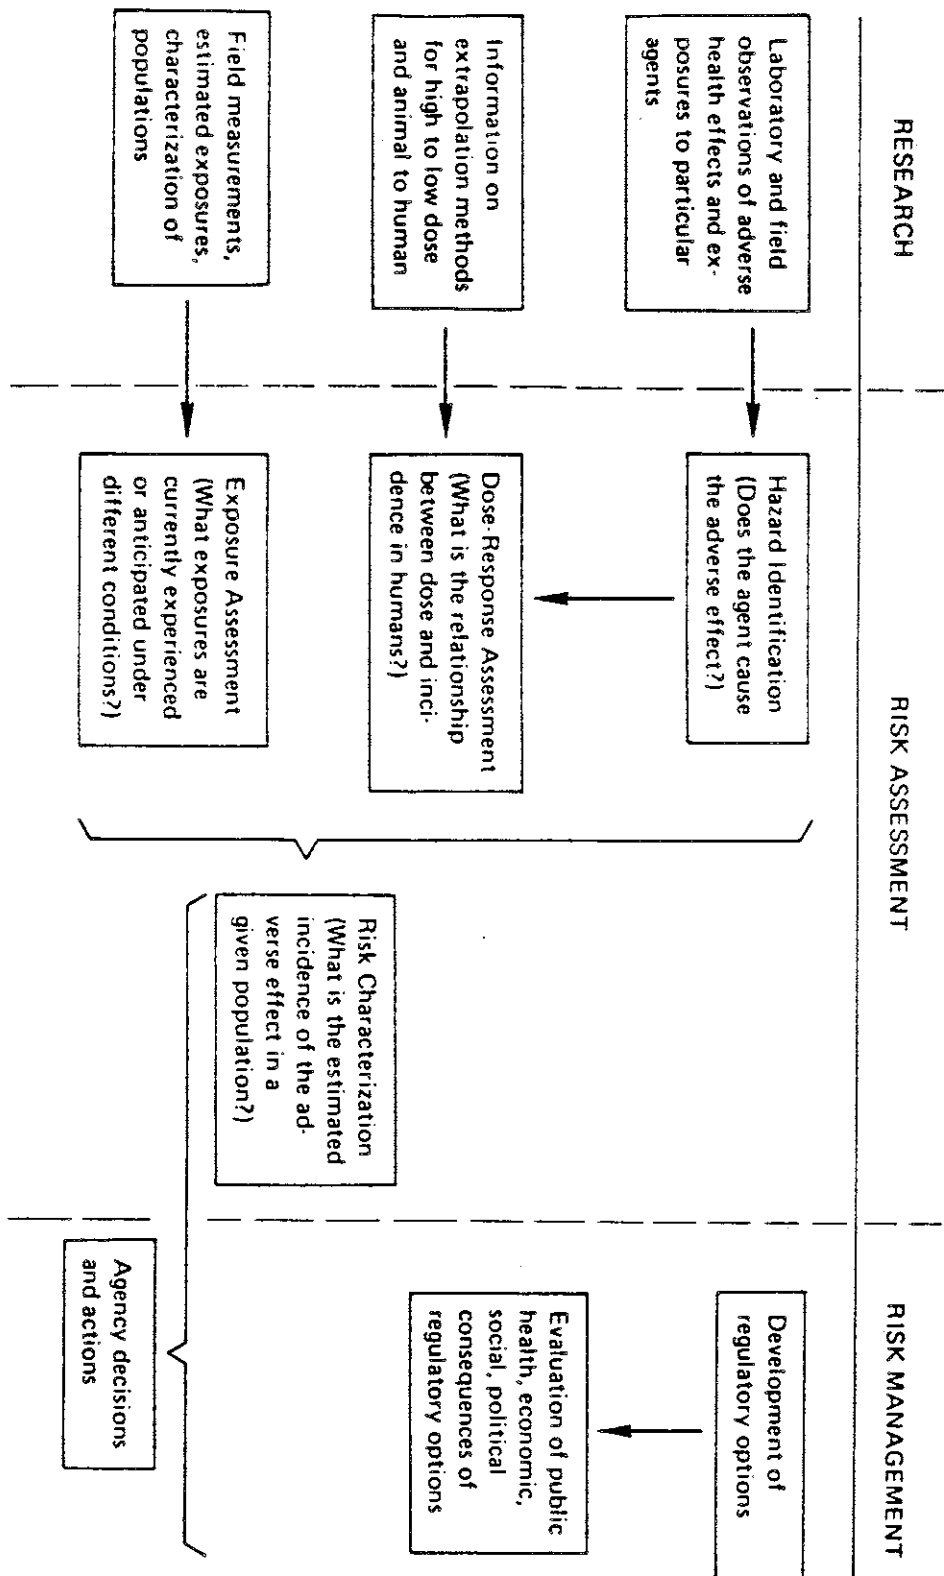 RESEARCH
RISK ASSESSMENT
RISK MANAGEMENT
Laboratory and field
observations of adverse
health effects and ex-
posures to particular
agents
Information on
extrapolation methods
for high to low dose
and animal to human
Field measurements,
estimated exposures,
characterization of
populations
Hazard Identification
(Does the agent cause
the adverse effect?)
Dose-Response Assessment
(What is the relationship
between dose and inci-
dence in humans?)
Exposure Assessment
(What exposures are
currently experienced
or anticipated under
different conditions?)
Risk Characterization
(What is the estimated
incidence of the ad-
verse effect in a
given population?)
Development of
regulatory options
Evaluation of public
health, economic,
social, political
consequences of
regulatory options
Agency decisions
and actions